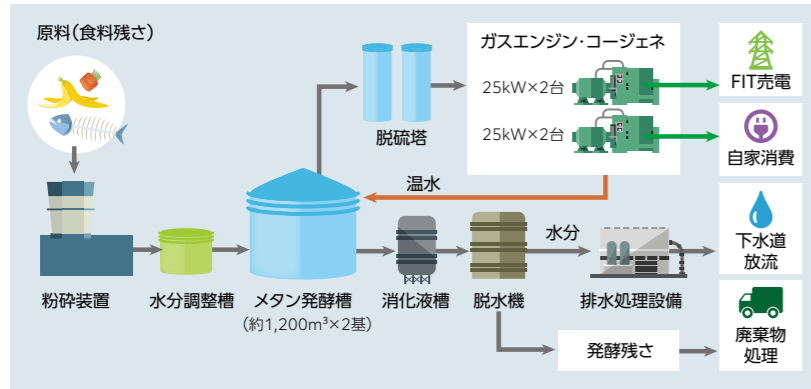 原料(食料残さ)
ガスエンジン・コージェネ
25kW×2台
25kW×2台
FIT売電
自家消費
脱硫塔
温水
水分
下水道
放流
粉砕装置
水分調整槽
メタン発酵槽
(約1,200m³×2基)
消化液槽
脱水機
排水処理設備
発酵残さ
廃棄物
処理